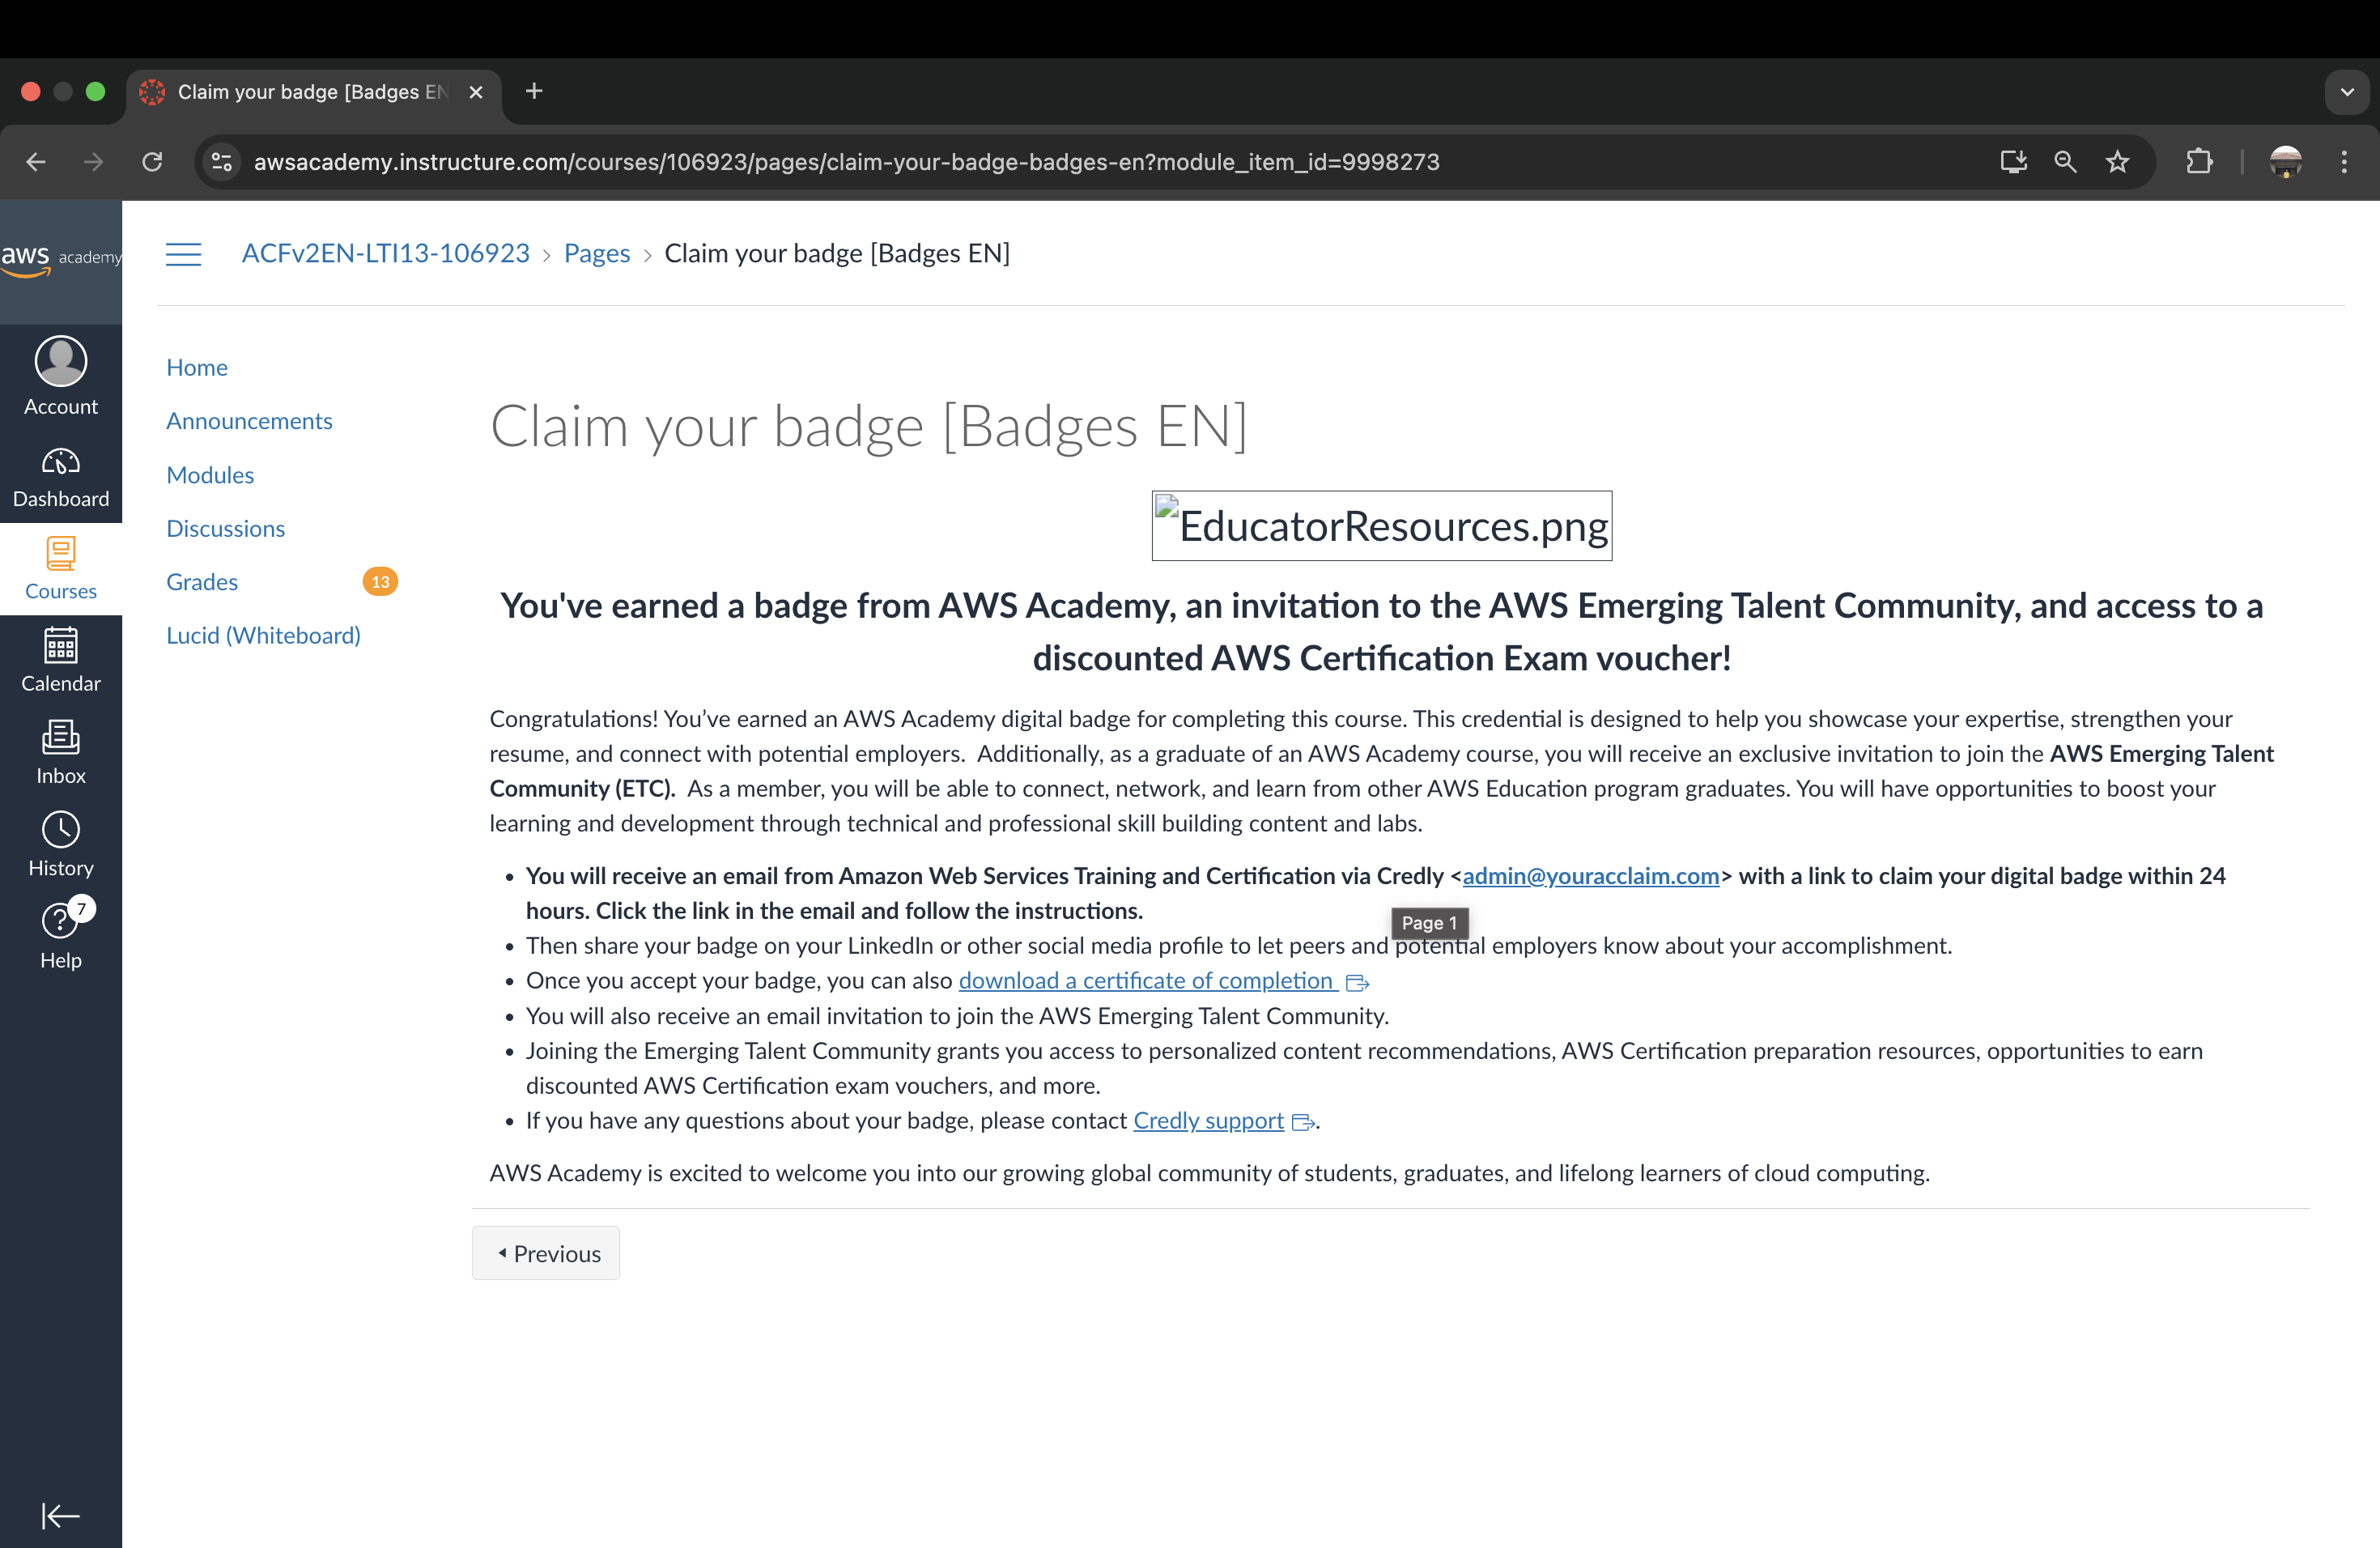 Claim your badge [Badges EN
awsacademy.instructure.com/courses/106923/pages/claim-your-badge-badges-en?module_item_id=9998273
aws academy
ACFv2EN-LTI13-106923 > Pages > Claim your badge [Badges EN]
Account
Dashboard
Courses
Calendar
Inbox
History
7
Help
Home
Announcements
Modules
Discussions
Grades 13
Lucid (Whiteboard)
Claim your badge [Badges EN]
EducatorResources.png
You've earned a badge from AWS Academy, an invitation to the AWS Emerging Talent Community, and access to a
discounted AWS Certification Exam voucher!
Congratulations! You’ve earned an AWS Academy digital badge for completing this course. This credential is designed to help you showcase your expertise, strengthen your
resume, and connect with potential employers.  Additionally, as a graduate of an AWS Academy course, you will receive an exclusive invitation to join the AWS Emerging Talent
Community (ETC).  As a member, you will be able to connect, network, and learn from other AWS Education program graduates. You will have opportunities to boost your
learning and development through technical and professional skill building content and labs.
• You will receive an email from Amazon Web Services Training and Certification via Credly <admin@youracclaim.com> with a link to claim your digital badge within 24
hours. Click the link in the email and follow the instructions.
Page 1
• Then share your badge on your LinkedIn or other social media profile to let peers and potential employers know about your accomplishment.
• Once you accept your badge, you can also download a certificate of completion
• You will also receive an email invitation to join the AWS Emerging Talent Community.
• Joining the Emerging Talent Community grants you access to personalized content recommendations, AWS Certification preparation resources, opportunities to earn
discounted AWS Certification exam vouchers, and more.
• If you have any questions about your badge, please contact Credly support .
AWS Academy is excited to welcome you into our growing global community of students, graduates, and lifelong learners of cloud computing.
Previous